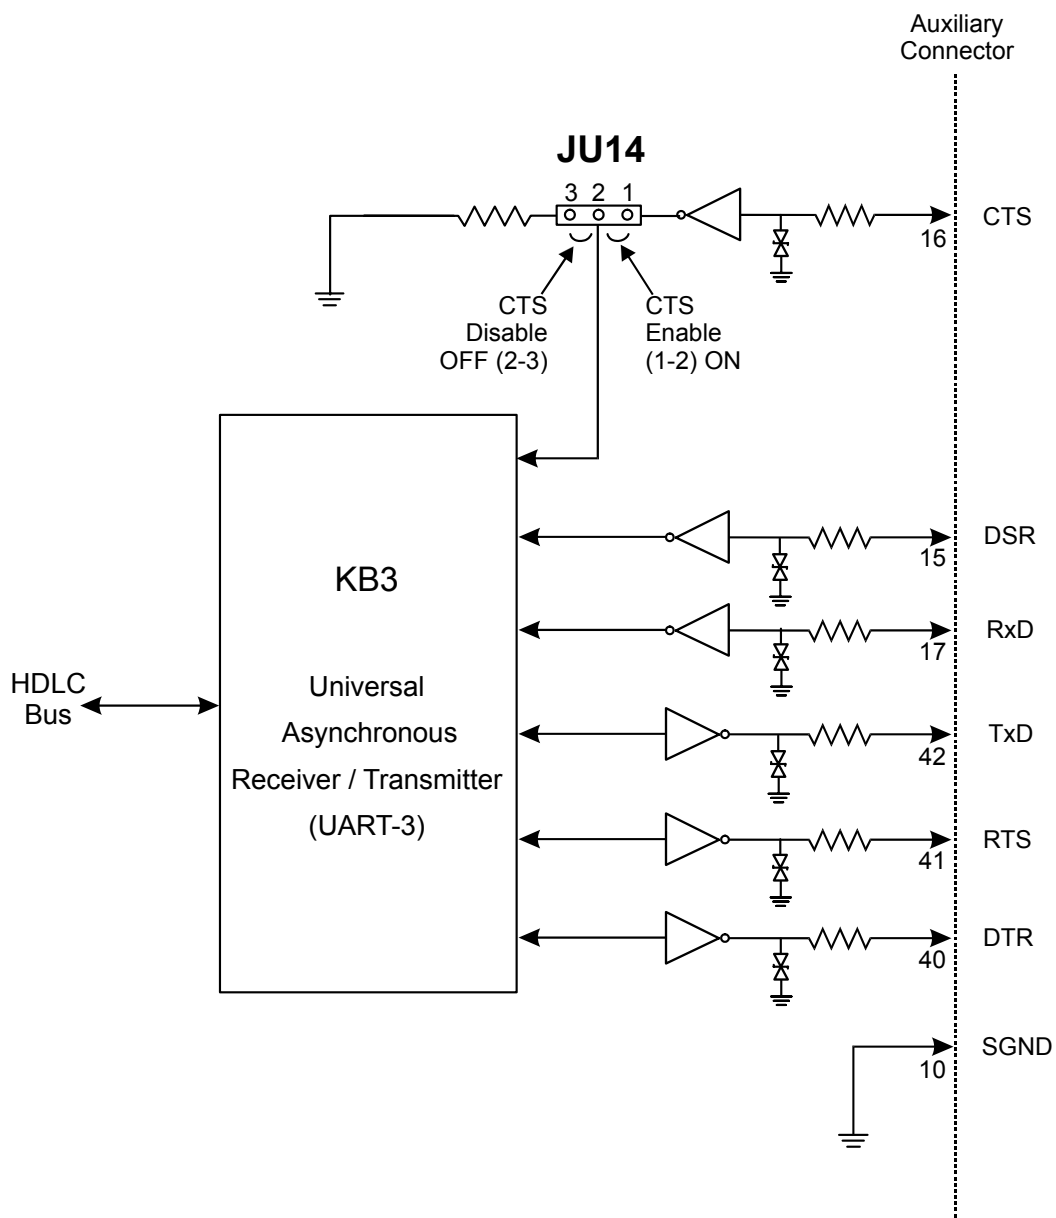 Auxiliary
Connector
JU14
3 2 1
CTS
16
CTS
Disable
OFF (2-3)
CTS
Enable
(1-2) ON
DSR
15
KB3
RxD
17
HDLC
Bus
Universal
Asynchronous
Receiver / Transmitter
(UART-3)
TxD
42
RTS
41
DTR
40
SGND
10